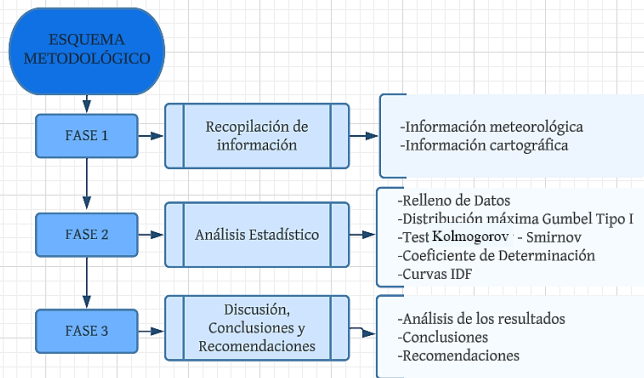 ESQUEMA
METODOLÓGICO
FASE 1
Recopilación de
información
-Información meteorológica
-Información cartográfica
FASE 2
Análisis Estadístico
-Relleno de Datos
-Distribución máxima Gumbel Tipo I
-Test Kolmogorov - Smirnov
-Coeficiente de Determinación
-Curvas IDF
FASE 3
Discusión,
Conclusiones y
Recomendaciones
-Análisis de los resultados
-Conclusiones
-Recomendaciones